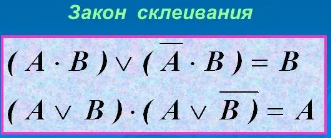 Закон склеивания
( A · B ) ∨ ( A̅ · B ) = B
( A ∨ B ) · ( A ∨ B̅ ) = A